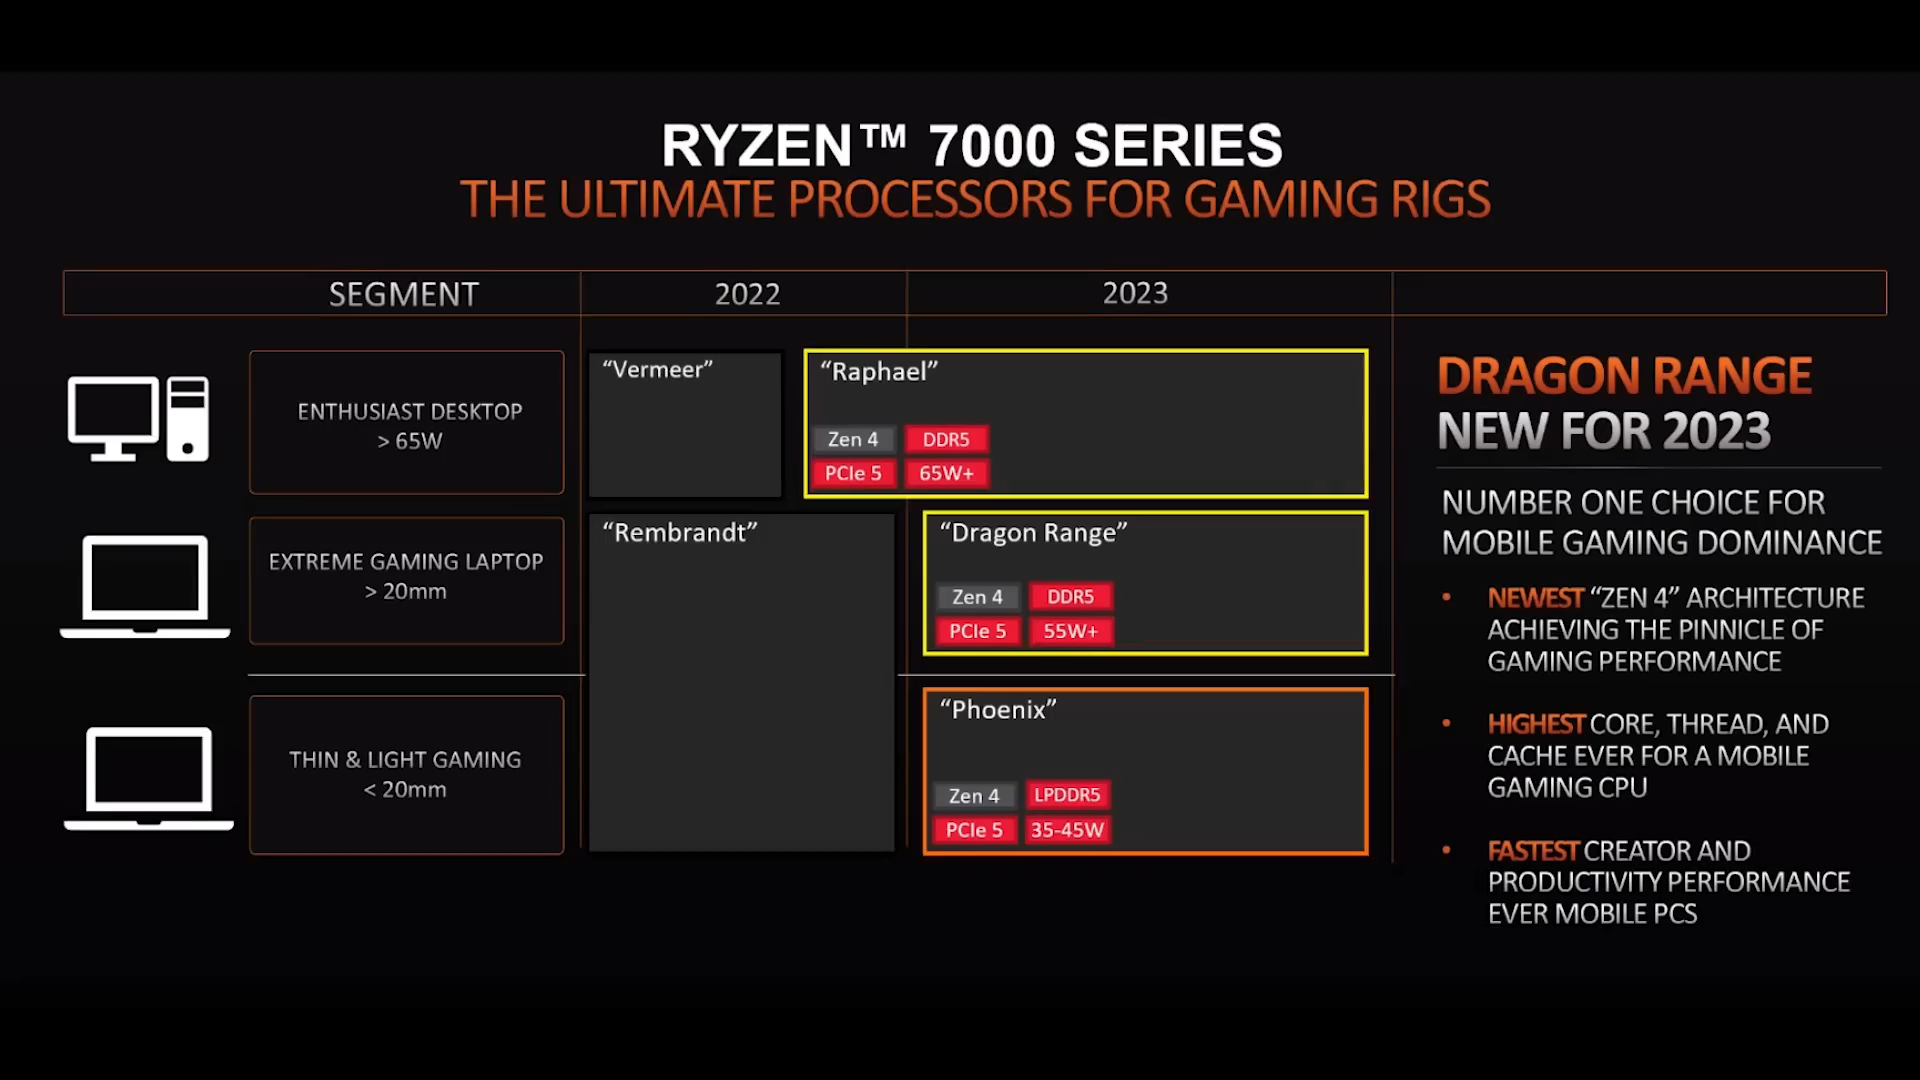 RYZEN™ 7000 SERIES
THE ULTIMATE PROCESSORS FOR GAMING RIGS
SEGMENT
2022
2023
ENTHUSIAST DESKTOP
> 65W
“Vermeer”
“Raphael”
Zen 4
DDR5
PCIe 5
65W+
EXTREME GAMING LAPTOP
> 20mm
“Rembrandt”
“Dragon Range”
Zen 4
DDR5
PCIe 5
55W+
THIN & LIGHT GAMING
< 20mm
“Phoenix”
Zen 4
LPDDR5
PCIe 5
35-45W
DRAGON RANGE
NEW FOR 2023
NUMBER ONE CHOICE FOR
MOBILE GAMING DOMINANCE
• NEWEST “ZEN 4” ARCHITECTURE
ACHIEVING THE PINNICLE OF
GAMING PERFORMANCE
• HIGHEST CORE, THREAD, AND
CACHE EVER FOR A MOBILE
GAMING CPU
• FASTEST CREATOR AND
PRODUCTIVITY PERFORMANCE
EVER MOBILE PCS